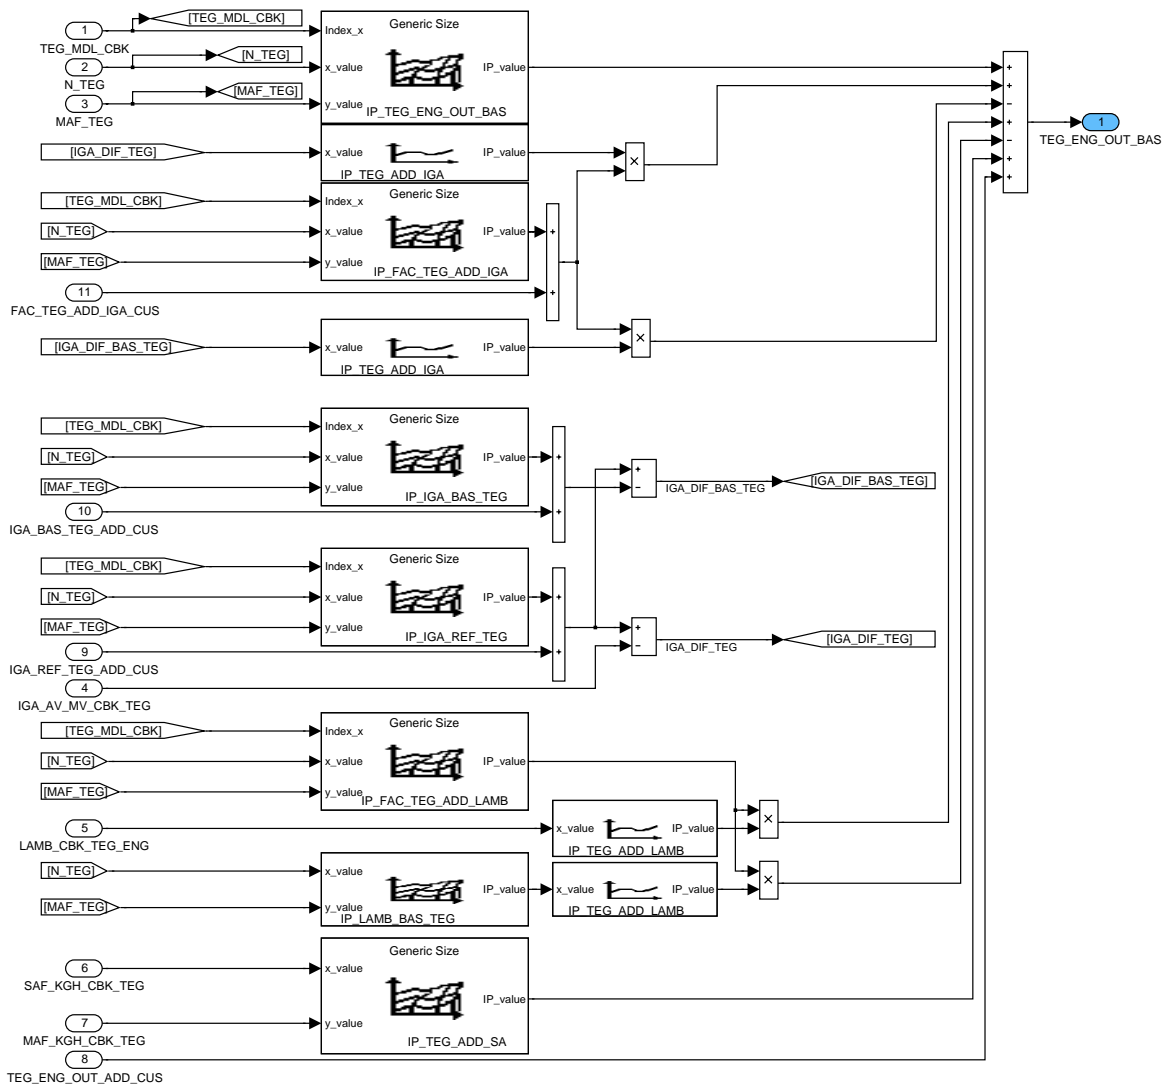 [TEG_MDL_CBK]
1
TEG_MDL_CBK
[N_TEG]
2
N_TEG
[MAF_TEG]
3
MAF_TEG
Generic Size
Index_x
x_value
y_value
IP_value
IP_TEG_ENG_OUT_BAS
+
+
−
+
−
+
+
1
TEG_ENG_OUT_BAS
[IGA_DIF_TEG]
x_value
IP_value
IP_TEG_ADD_IGA
×
[TEG_MDL_CBK]
[N_TEG]
[MAF_TEG]
Generic Size
Index_x
x_value
y_value
IP_value
IP_FAC_TEG_ADD_IGA
+
+
11
FAC_TEG_ADD_IGA_CUS
[IGA_DIF_BAS_TEG]
x_value
IP_value
IP_TEG_ADD_IGA
×
[TEG_MDL_CBK]
[N_TEG]
[MAF_TEG]
Generic Size
Index_x
x_value
y_value
IP_value
IP_IGA_BAS_TEG
+
+
10
IGA_BAS_TEG_ADD_CUS
+
−
IGA_DIF_BAS_TEG
[IGA_DIF_BAS_TEG]
[TEG_MDL_CBK]
[N_TEG]
[MAF_TEG]
Generic Size
Index_x
x_value
y_value
IP_value
IP_IGA_REF_TEG
+
+
9
IGA_REF_TEG_ADD_CUS
+
−
IGA_DIF_TEG
[IGA_DIF_TEG]
4
IGA_AV_MV_CBK_TEG
[TEG_MDL_CBK]
[N_TEG]
[MAF_TEG]
Generic Size
Index_x
x_value
y_value
IP_value
IP_FAC_TEG_ADD_LAMB
5
LAMB_CBK_TEG_ENG
x_value
IP_value
IP_TEG_ADD_LAMB
×
[N_TEG]
[MAF_TEG]
x_value
y_value
IP_value
IP_LAMB_BAS_TEG
x_value
IP_value
IP_TEG_ADD_LAMB
×
Generic Size
6
SAF_KGH_CBK_TEG
x_value
y_value
IP_value
IP_TEG_ADD_SA
7
MAF_KGH_CBK_TEG
8
TEG_ENG_OUT_ADD_CUS